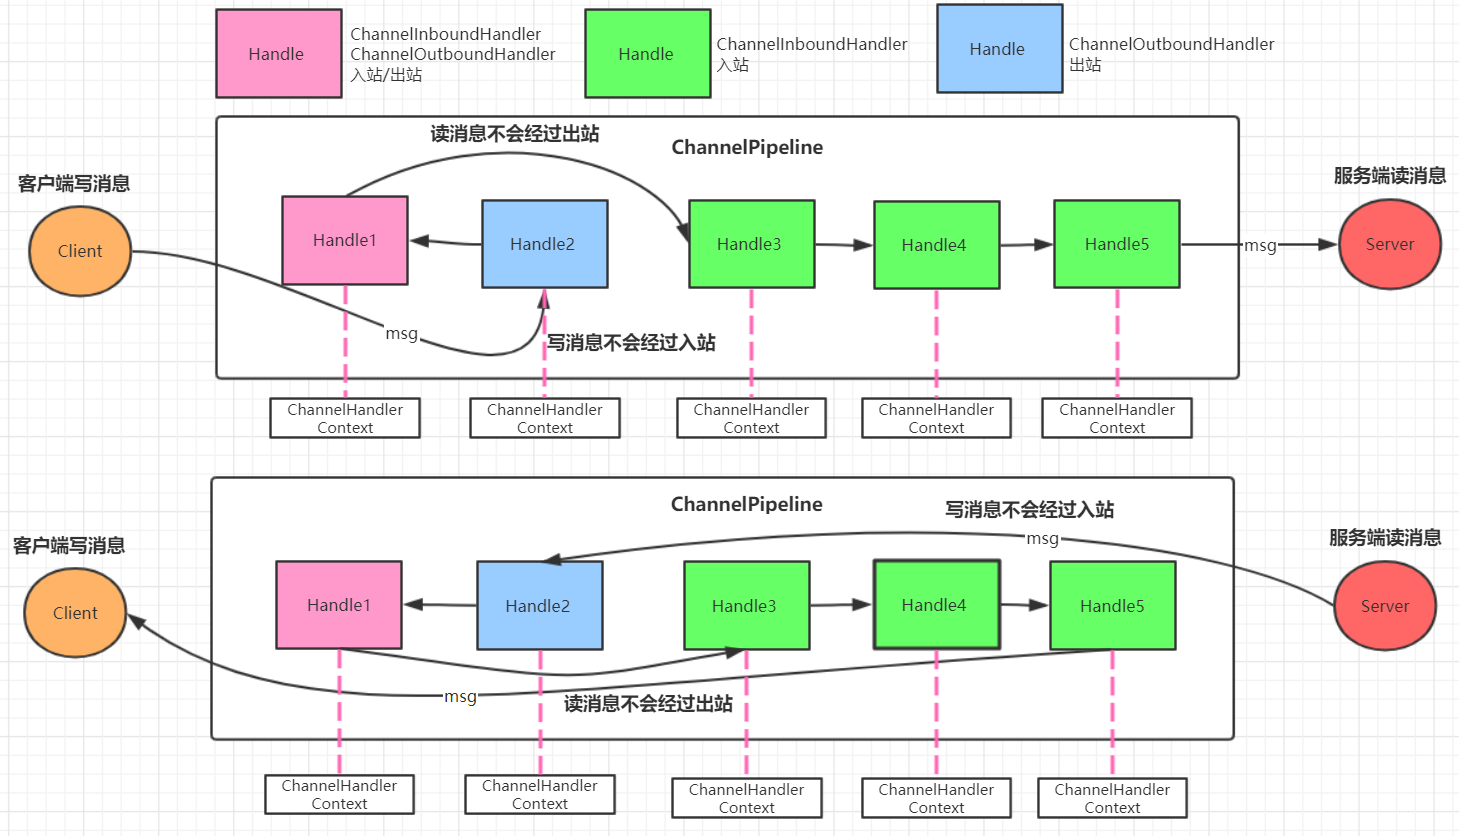 Handle
ChannelInboundHandler
ChannelOutboundHandler
入站/出站
Handle
ChannelInboundHandler
入站
Handle
ChannelOutboundHandler
出站
读消息不会经过出站
ChannelPipeline
客户端写消息
服务端读消息
Client
Handle1
Handle2
Handle3
Handle4
Handle5
msg
Server
msg
写消息不会经过入站
ChannelHandler
Context
ChannelHandler
Context
ChannelHandler
Context
ChannelHandler
Context
ChannelHandler
Context
ChannelPipeline
写消息不会经过入站
客户端写消息
msg
服务端读消息
Client
Handle1
Handle2
Handle3
Handle4
Handle5
Server
msg
读消息不会经过出站
ChannelHandler
Context
ChannelHandler
Context
ChannelHandler
Context
ChannelHandler
Context
ChannelHandler
Context